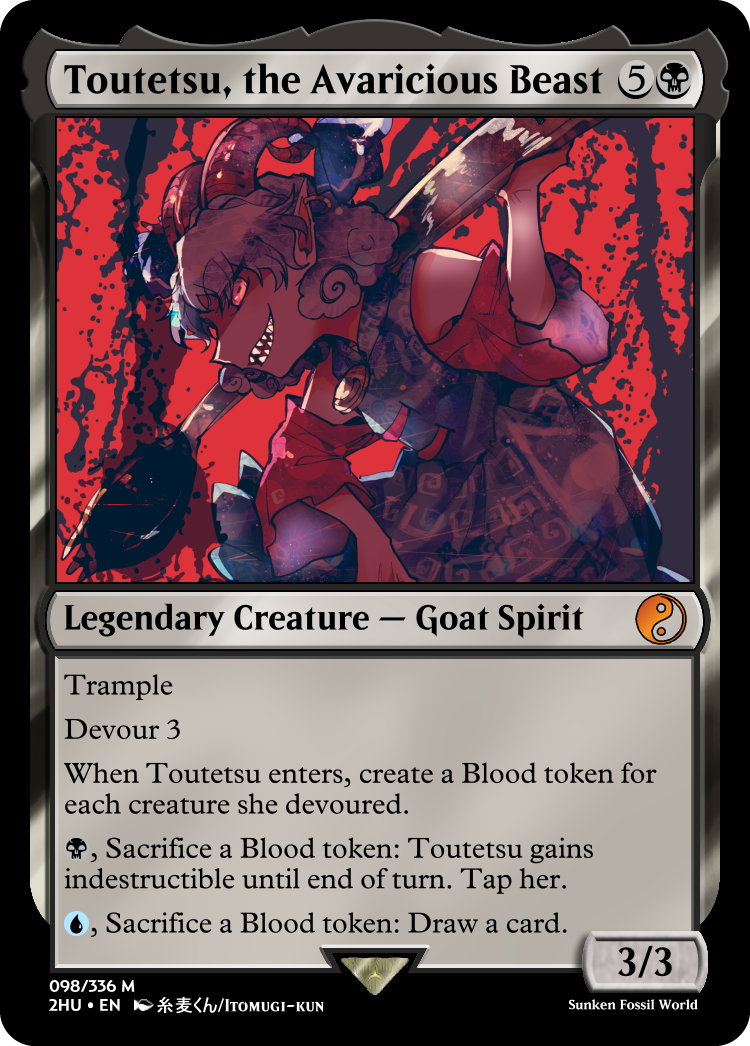 Toutetsu, the Avaricious Beast 5
Legendary Creature — Goat Spirit
Trample
Devour 3
When Toutetsu enters, create a Blood token for
each creature she devoured.
, Sacrifice a Blood token: Toutetsu gains
indestructible until end of turn. Tap her.
, Sacrifice a Blood token: Draw a card.
3/3
098/336 M
2HU • EN 糸麦くん/Itomugi-kun
Sunken Fossil World